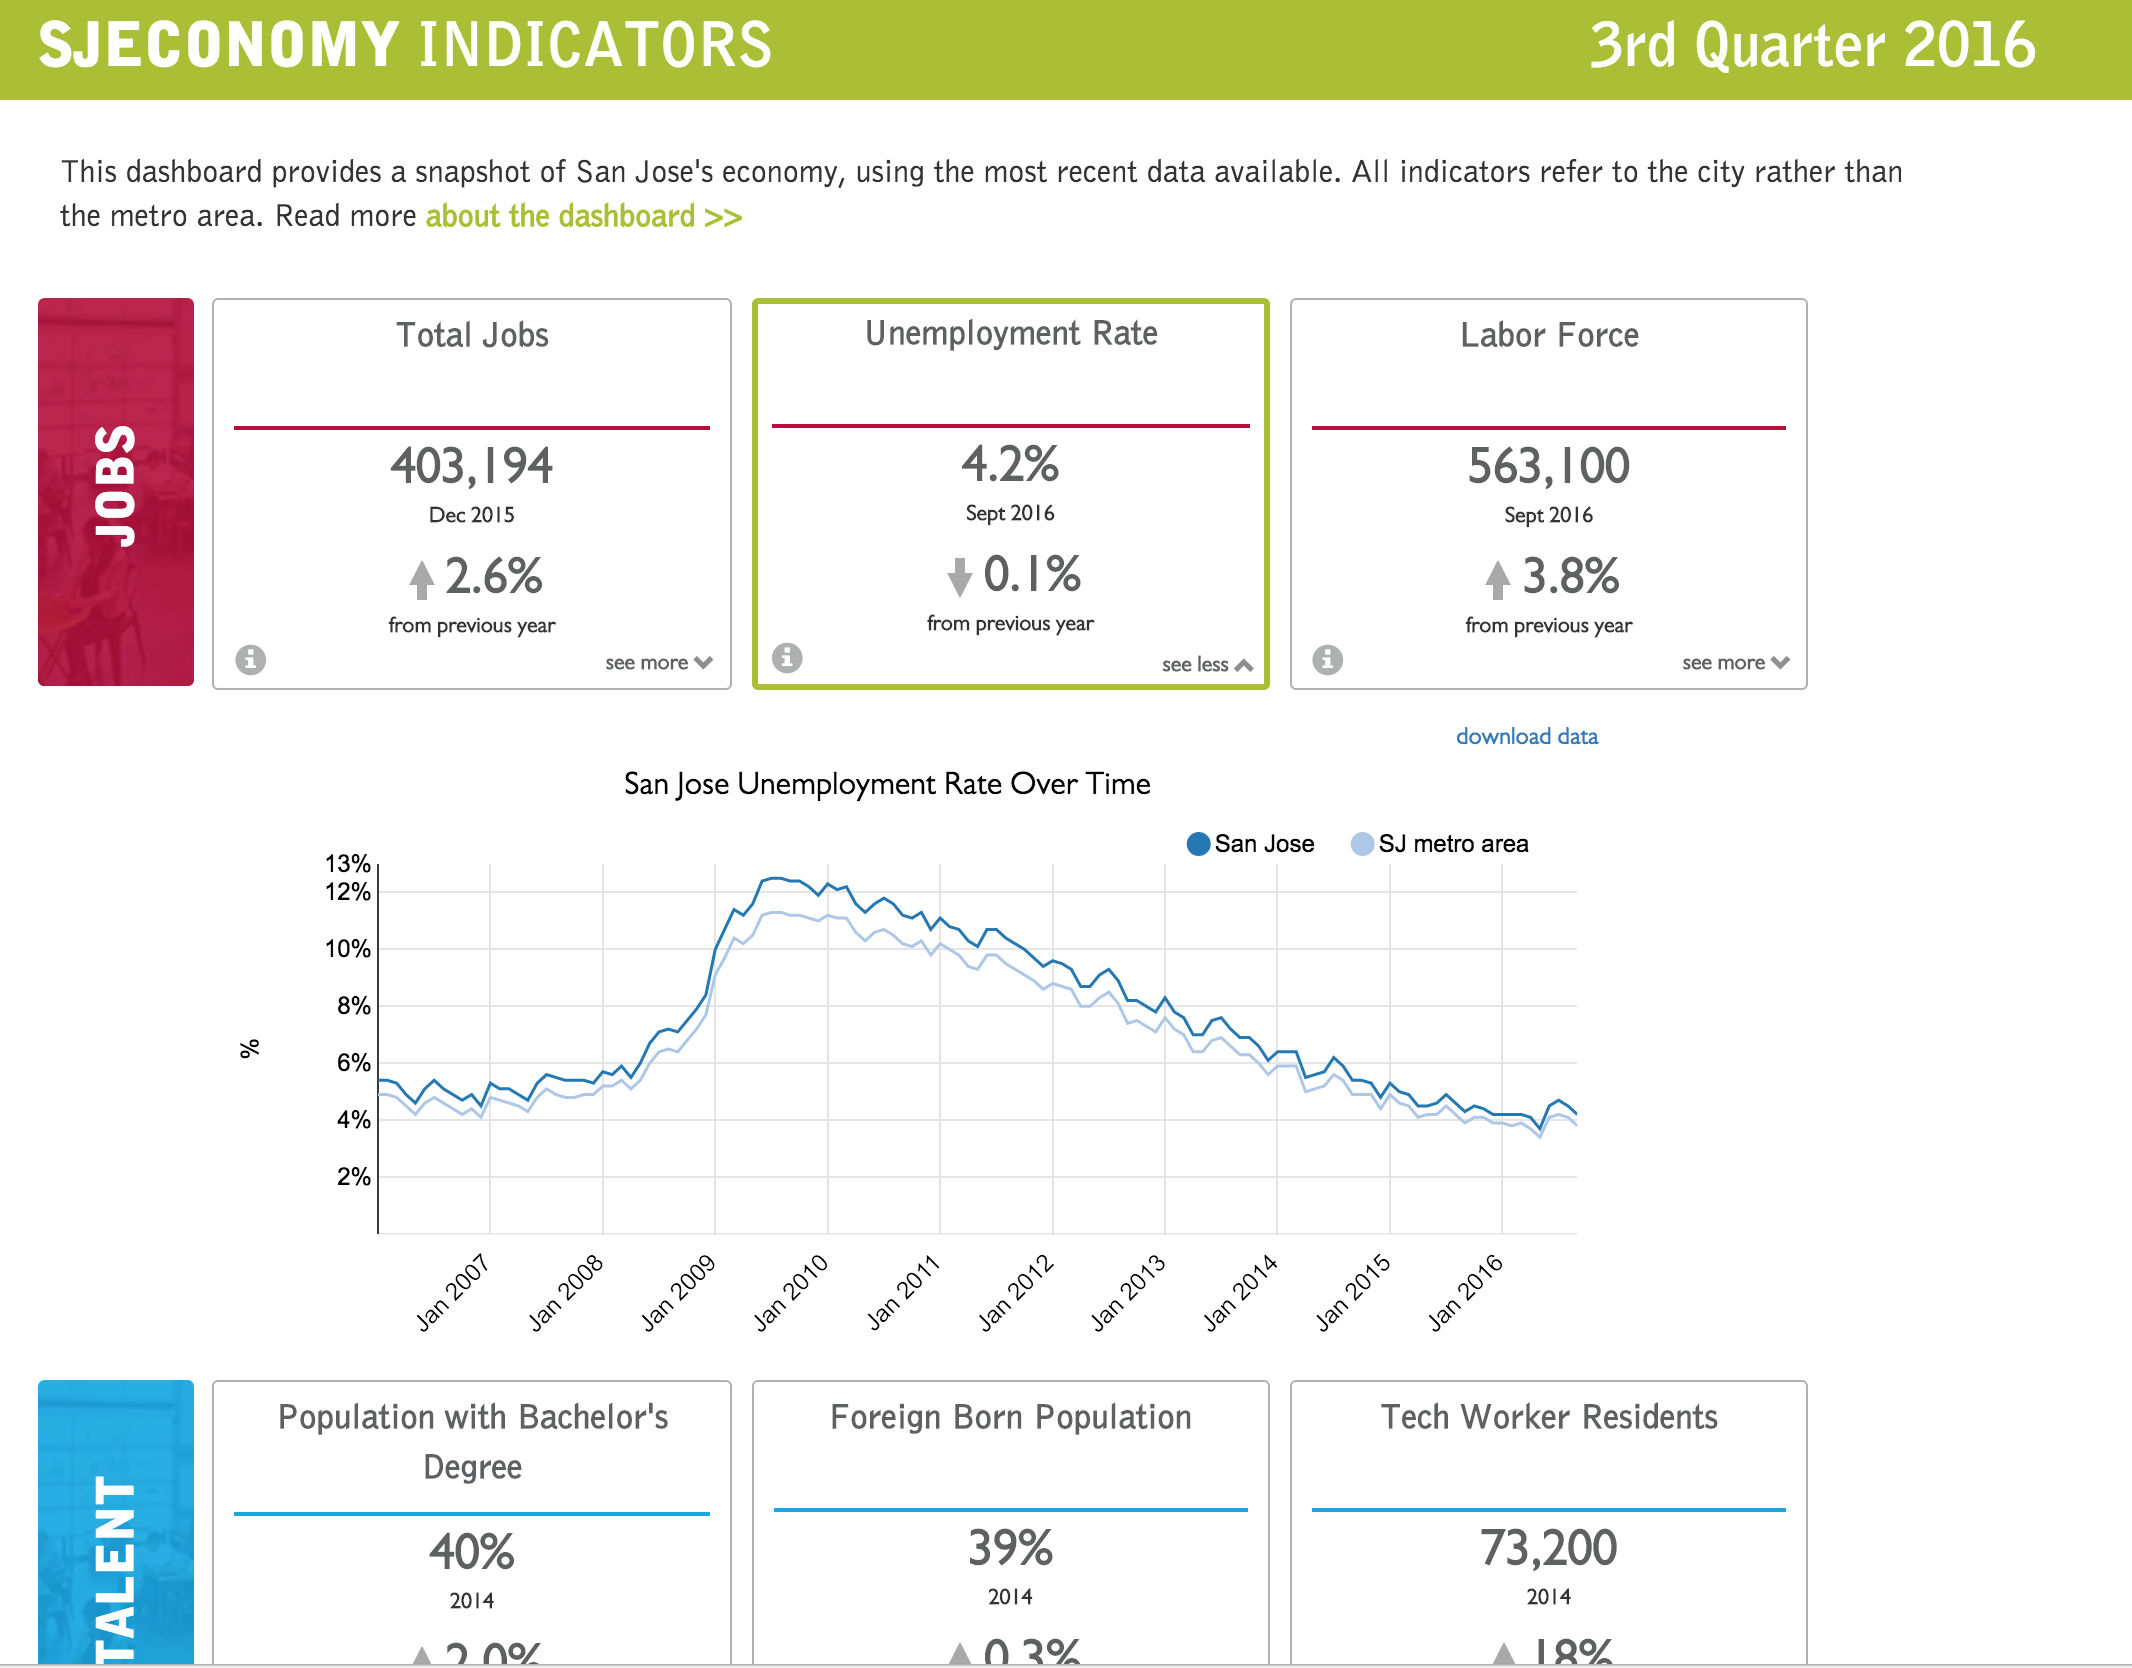 SJECONOMY INDICATORS
3rd Quarter 2016
This dashboard provides a snapshot of San Jose's economy, using the most recent data available. All indicators refer to the city rather than
the metro area. Read more about the dashboard >>
JOBS
Total Jobs
403,194
Dec 2015
2.6%
from previous year
see more
Unemployment Rate
4.2%
Sept 2016
0.1%
from previous year
see less
Labor Force
563,100
Sept 2016
3.8%
from previous year
see more
download data
San Jose Unemployment Rate Over Time
San Jose
SJ metro area
13%
12%
10%
8%
6%
4%
2%
%
Jan 2007
Jan 2008
Jan 2009
Jan 2010
Jan 2011
Jan 2012
Jan 2013
Jan 2014
Jan 2015
Jan 2016
TALENT
Population with Bachelor's
Degree
40%
2014
2.0%
Foreign Born Population
39%
2014
0.3%
Tech Worker Residents
73,200
2014
18%